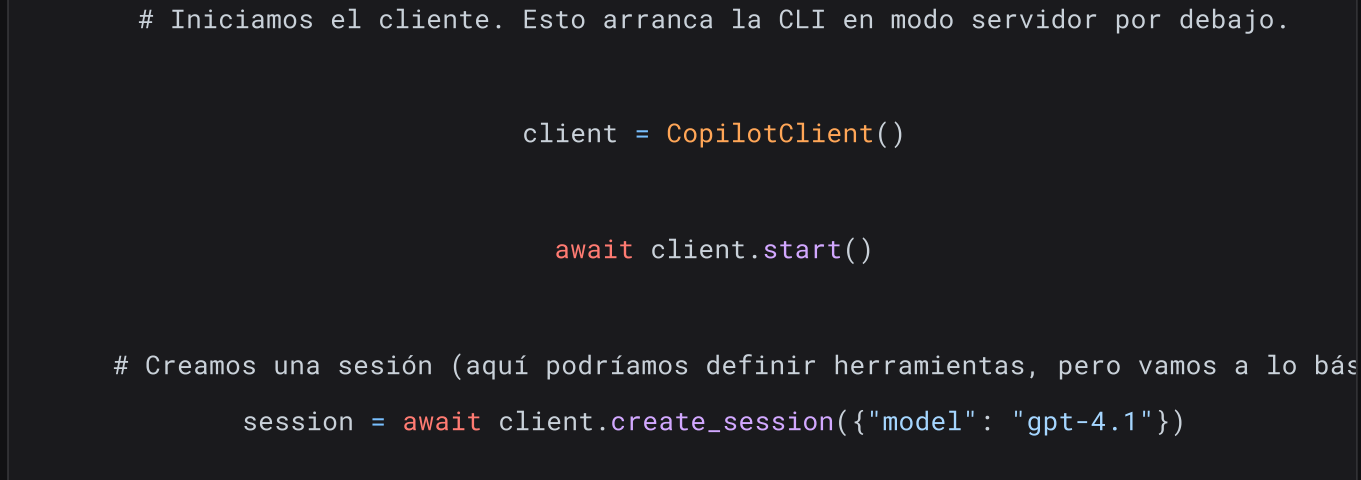 # Iniciamos el cliente. Esto arranca la CLI en modo servidor por debajo.
client = CopilotClient()
await client.start()
# Creamos una sesión (aquí podríamos definir herramientas, pero vamos a lo
session = await client.create_session({"model": "gpt-4.1"})